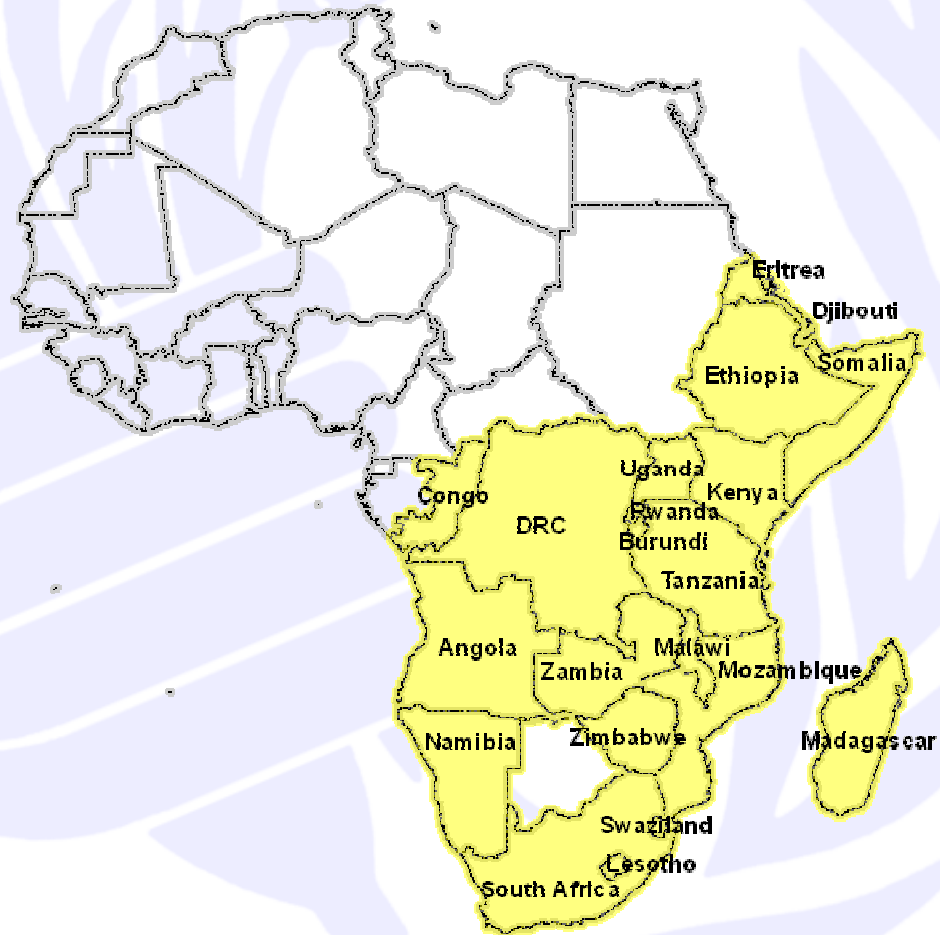 Eritrea
Djibouti
Somalia
Ethiopia
Uganda
Kenya
Congo
Rwanda
DRC
Burundi
Tanzania
Angola
Malawi
Zambia
Mozambique
Namibia
Zimbabwe
Madagascar
Swaziland
Lesotho
South Africa